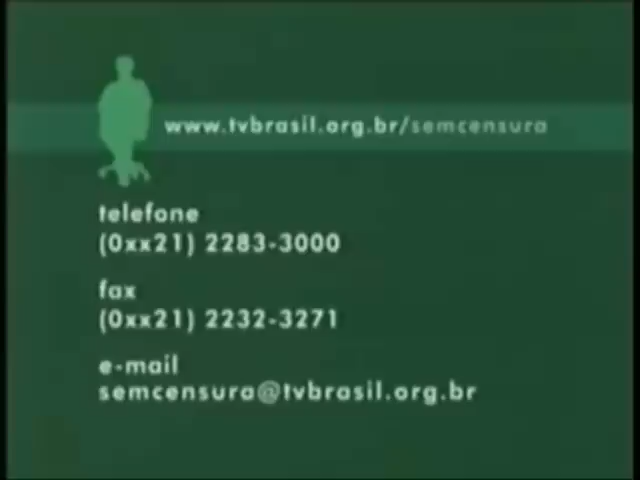 www.tvbrasil.org.br/semcensura
telefone
(0xx21) 2283-3000
fax
(0xx21) 2232-3271
e-mail
semcensura@tvbrasil.org.br